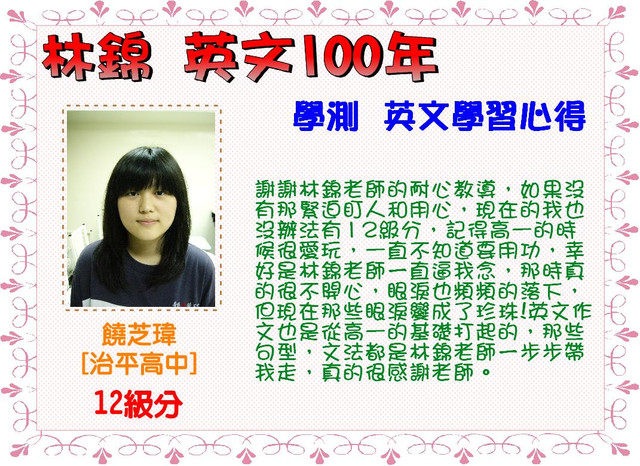 林錦 英文100年
學測 英文學習心得
謝謝林錦老師的耐心教導，如果沒
有那緊迫盯人和用心，現在的我也
沒辦法有12級分，記得高一的時
候很愛玩，一直不知道要用功，幸
好是林錦老師一直逼我念，那時真
的很不開心，眼淚也頻頻的落下，
但現在那些眼淚變成了珍珠!英文作
文也是從高一的基礎打起的，那些
句型，文法都是林錦老師一步步帶
我走，真的很感謝老師。
饒芝瑋
[治平高中]
12級分